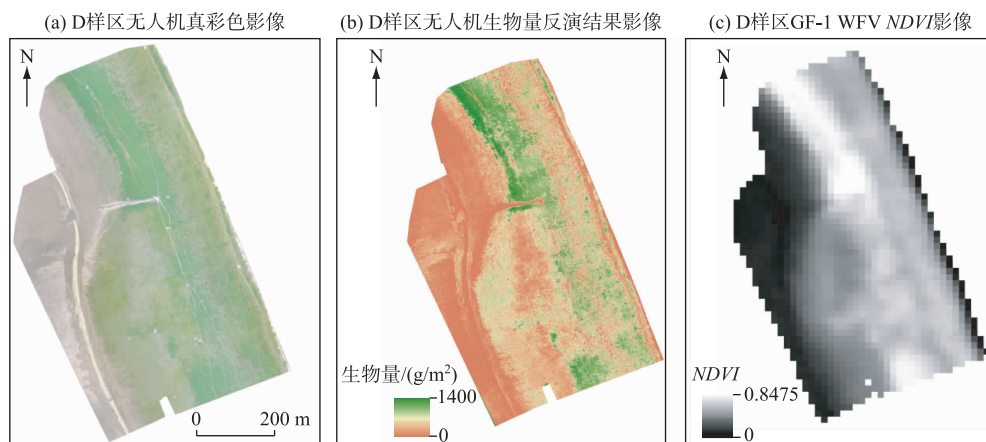 (a) D样区无人机真彩色影像
(b) D样区无人机生物量反演结果影像
(c) D样区GF-1 WFV NDVI影像
N
N
N
0 200 m
生物量/(g/m²)
1400
0
NDVI
0.8475
0